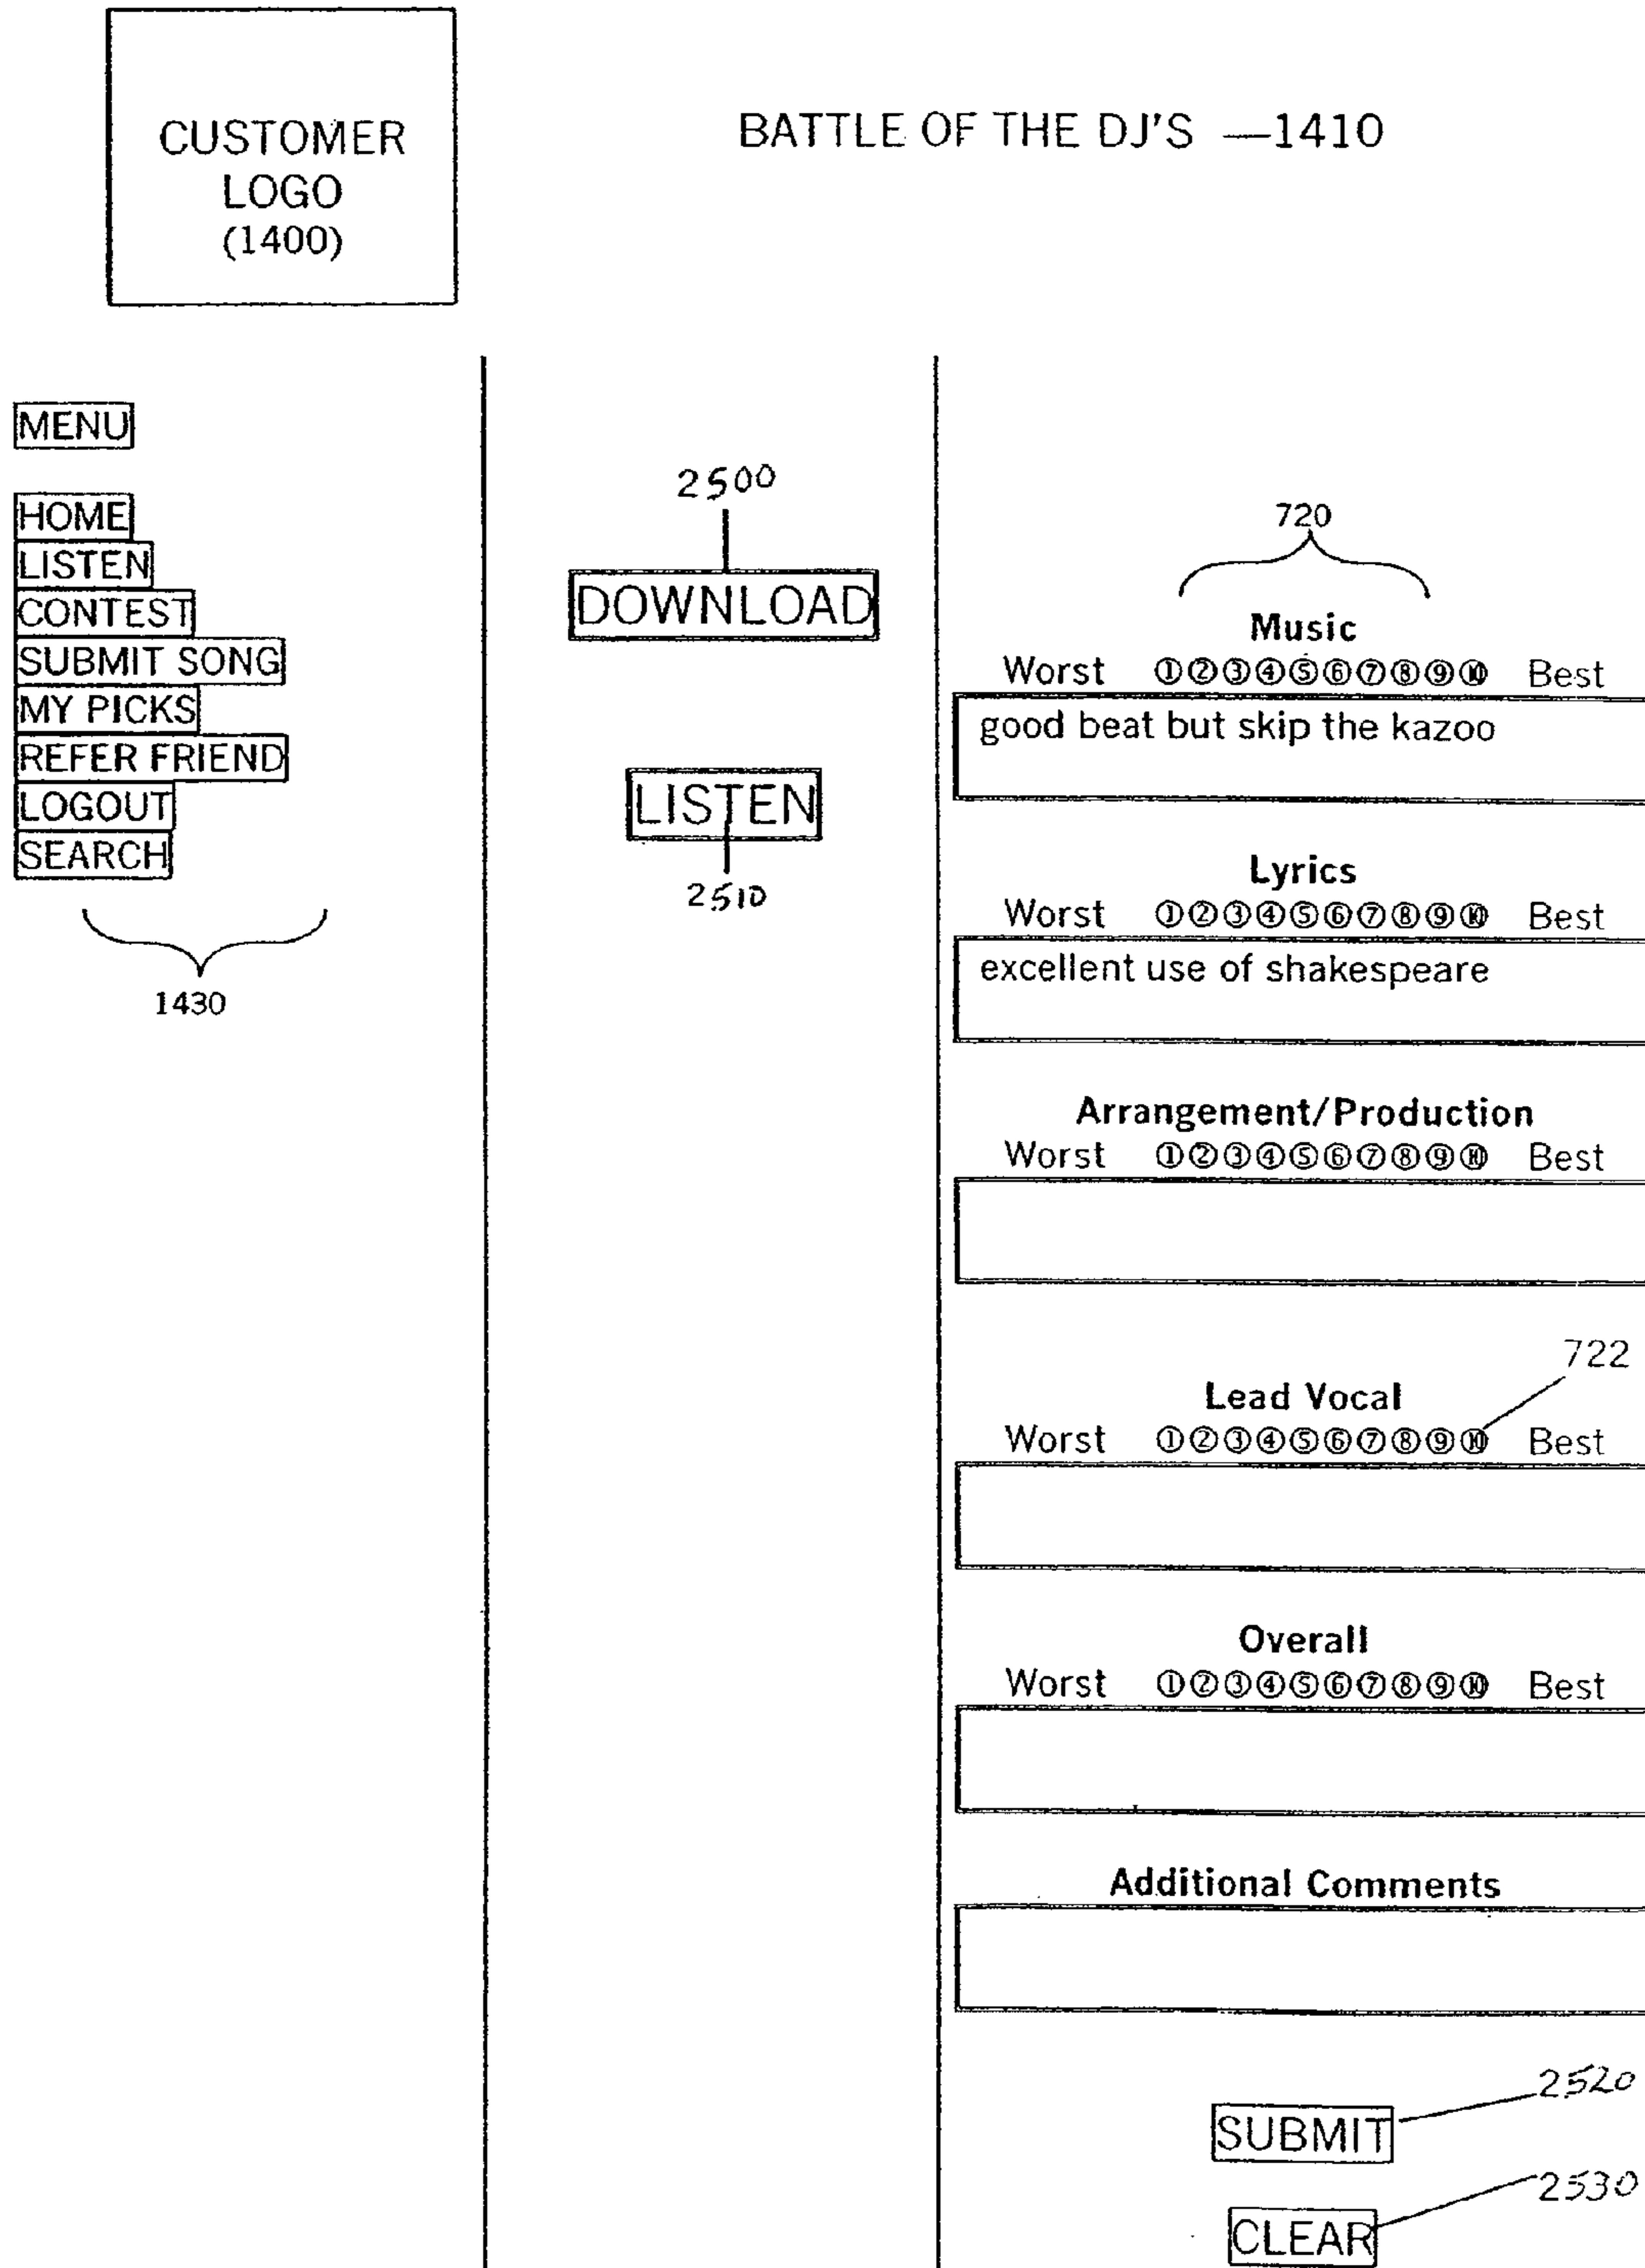 CUSTOMER
LOGO
(1400)
BATTLE OF THE DJ'S —1410
MENU
HOME
LISTEN
CONTEST
SUBMIT SONG
MY PICKS
REFER FRIEND
LOGOUT
SEARCH
1430
2500
DOWNLOAD
LISTEN
2510
720
Music
Worst ①②③④⑤⑥⑦⑧⑨⑩ Best
good beat but skip the kazoo
Lyrics
Worst ①②③④⑤⑥⑦⑧⑨⑩ Best
excellent use of shakespeare
Arrangement/Production
Worst ①②③④⑤⑥⑦⑧⑨⑩ Best
722
Lead Vocal
Worst ①②③④⑤⑥⑦⑧⑨⑩ Best
Overall
Worst ①②③④⑤⑥⑦⑧⑨⑩ Best
Additional Comments
2520
SUBMIT
2530
CLEAR